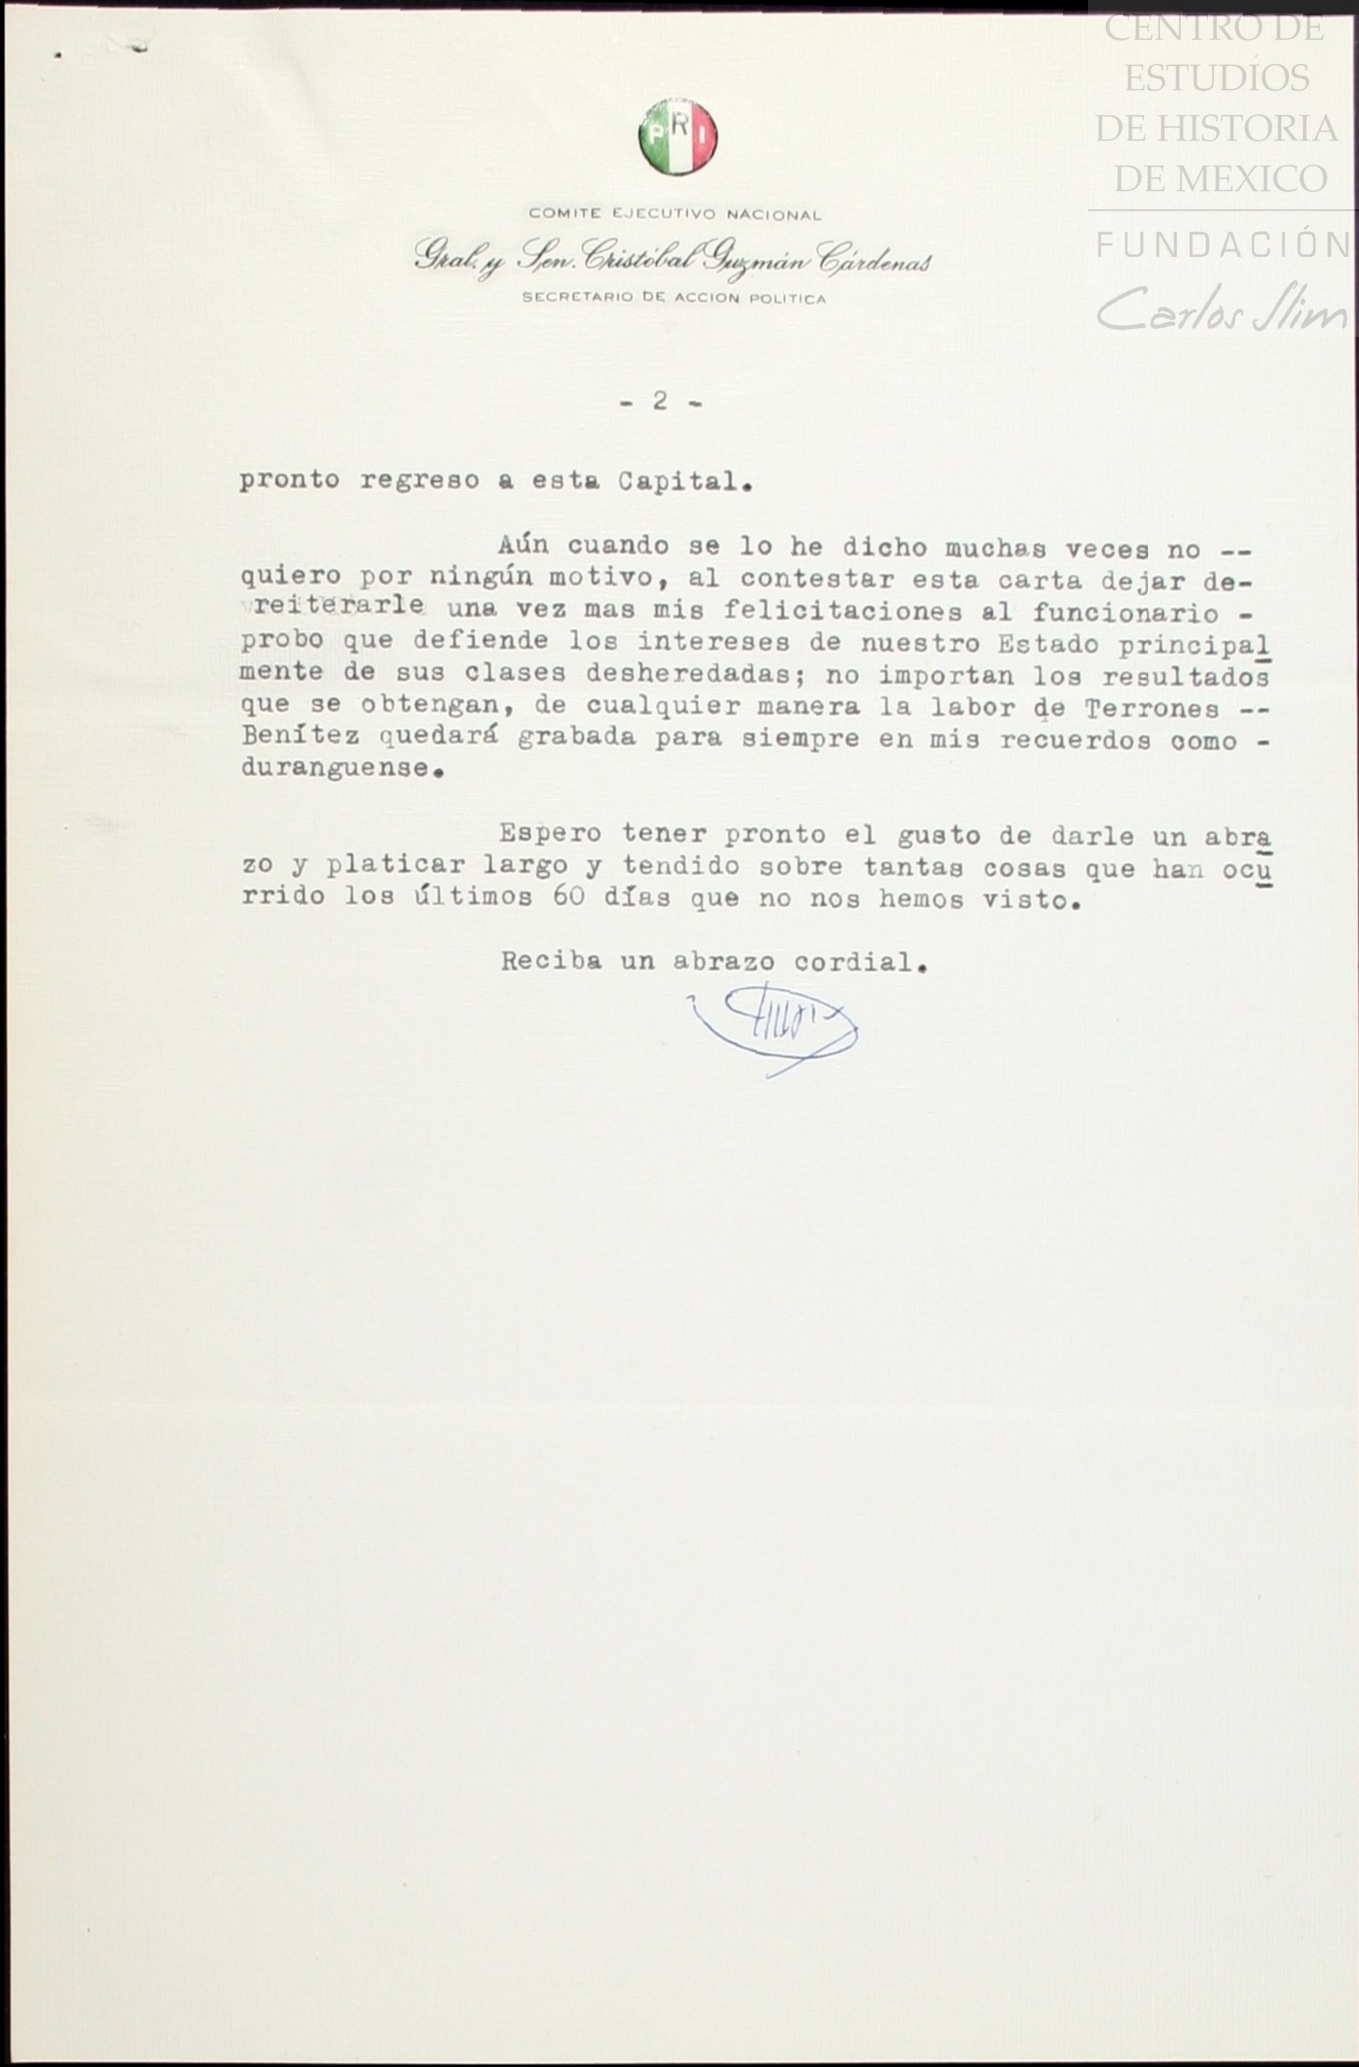 CENTRO DE
ESTUDIOS
DE HISTORIA
DE MEXICO
FUNDACIÓN
Carlos Slim
PRI
COMITE EJECUTIVO NACIONAL
Gral. y Sen. Cristóbal Guzmán Cárdenas
SECRETARIO DE ACCION POLITICA
- 2 -
pronto regreso a esta Capital.
Aún cuando se lo he dicho muchas veces no --
quiero por ningún motivo, al contestar esta carta dejar de-
reiterarle una vez mas mis felicitaciones al funcionario -
probo que defiende los intereses de nuestro Estado principal
mente de sus clases desheredadas; no importan los resultados
que se obtengan, de cualquier manera la labor de Terrones --
Benítez quedará grabada para siempre en mis recuerdos como -
duranguense.
Espero tener pronto el gusto de darle un abra
zo y platicar largo y tendido sobre tantas cosas que han ocu
rrido los últimos 60 días que no nos hemos visto.
Reciba un abrazo cordial.